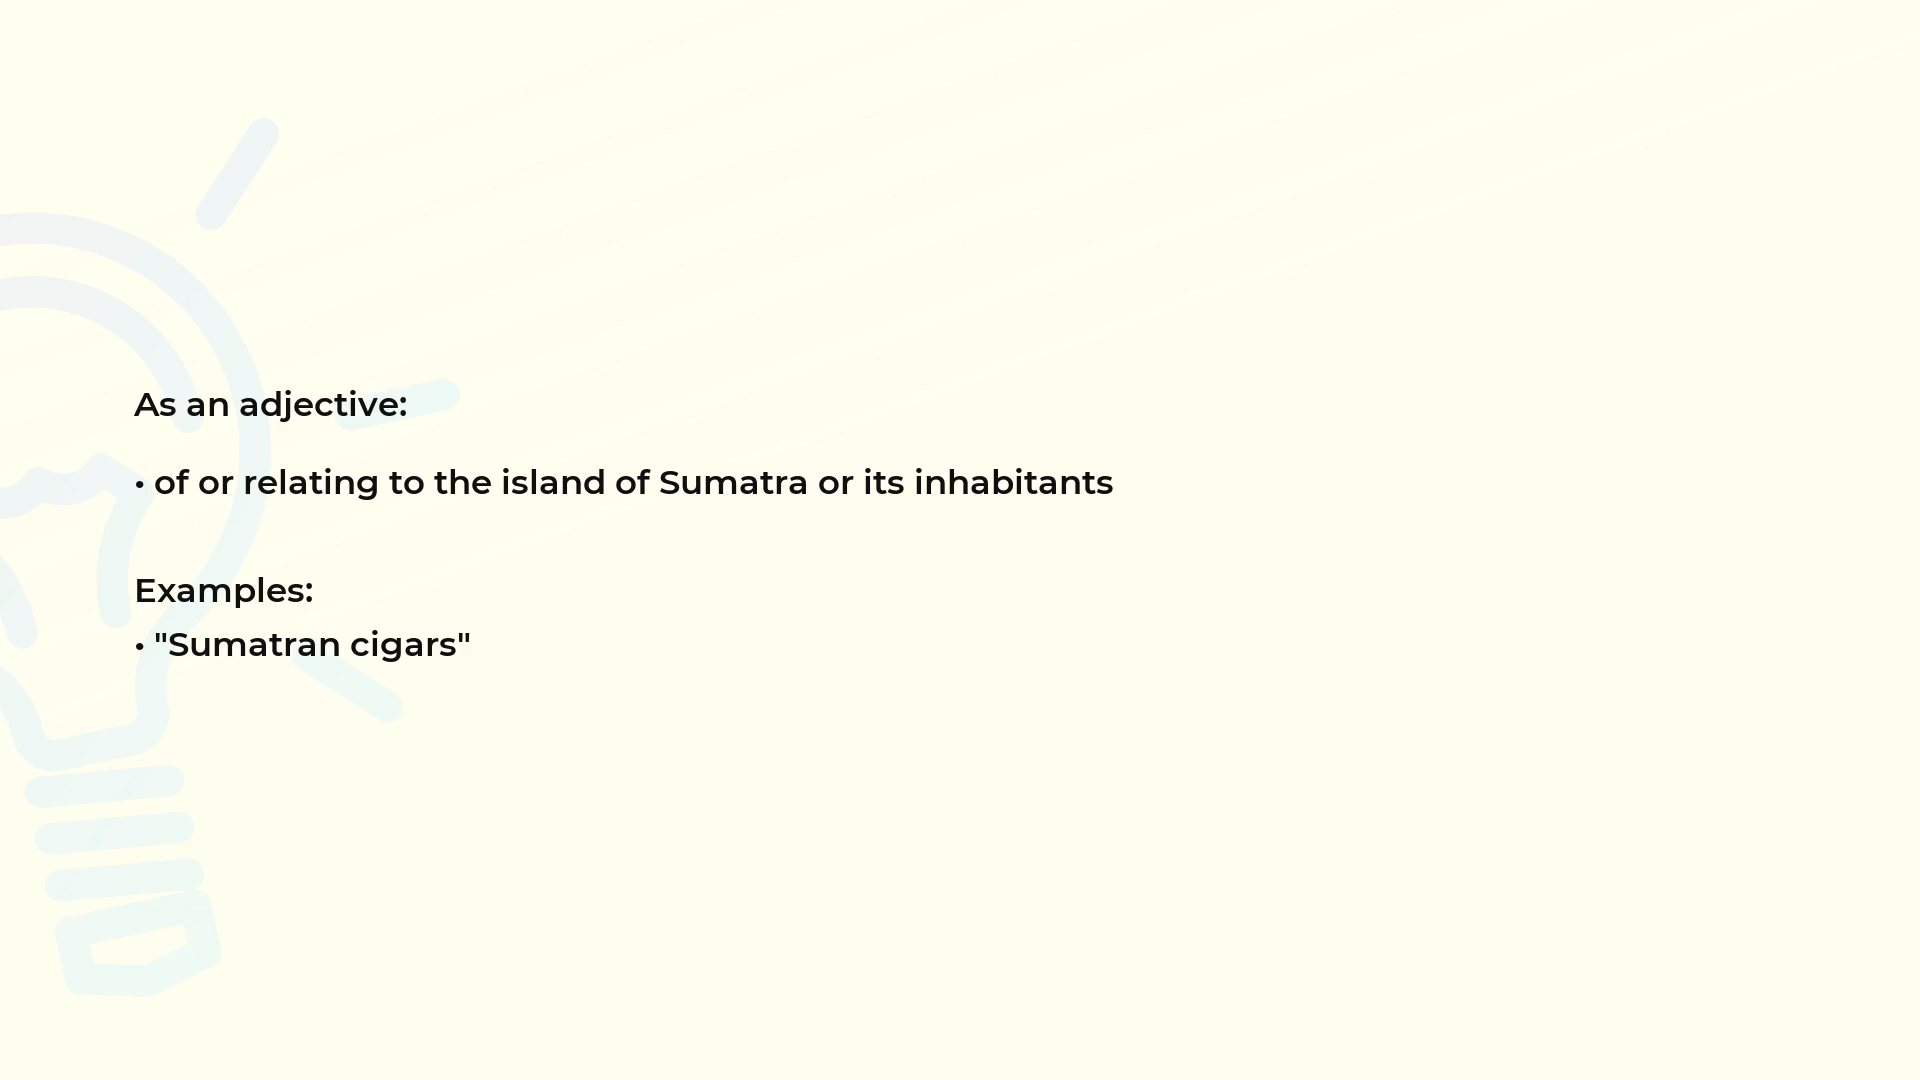 As an adjective:
• of or relating to the island of Sumatra or its inhabitants
Examples:
• "Sumatran cigars"